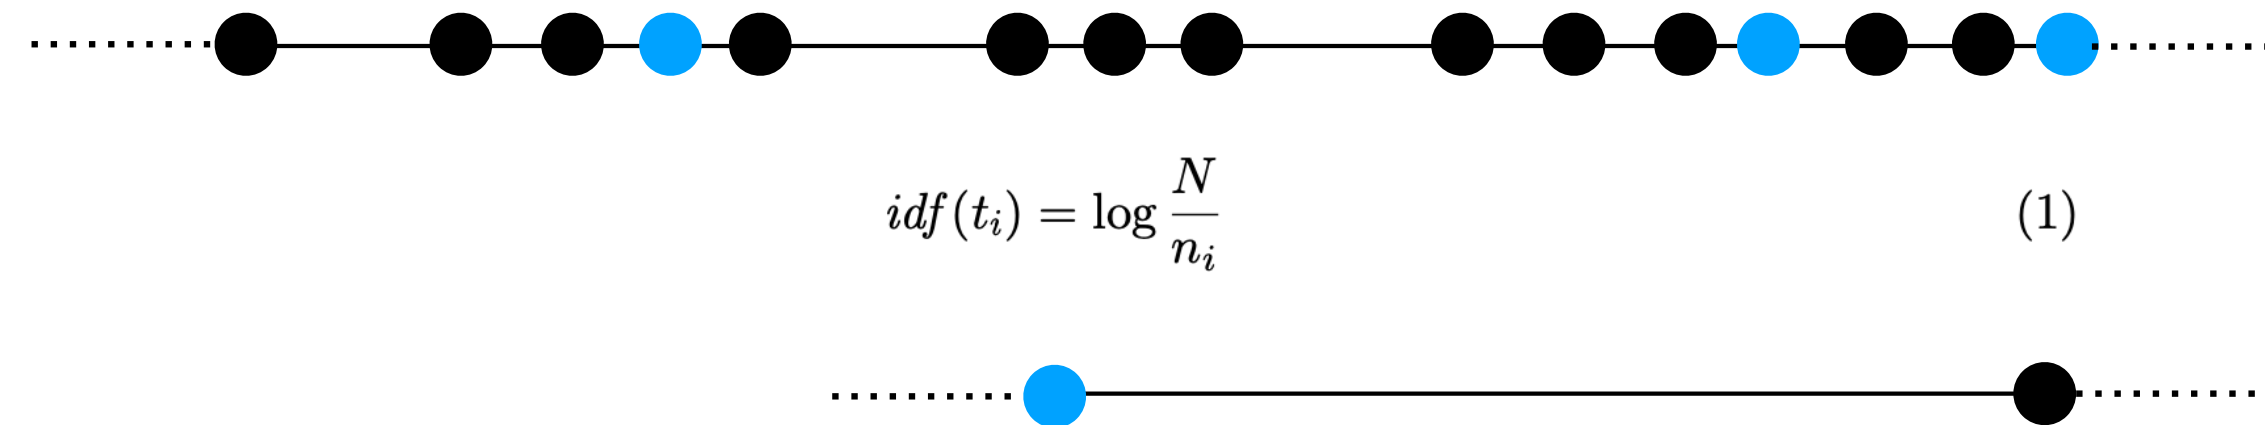 idf(t_i) = log N/n_i (1)